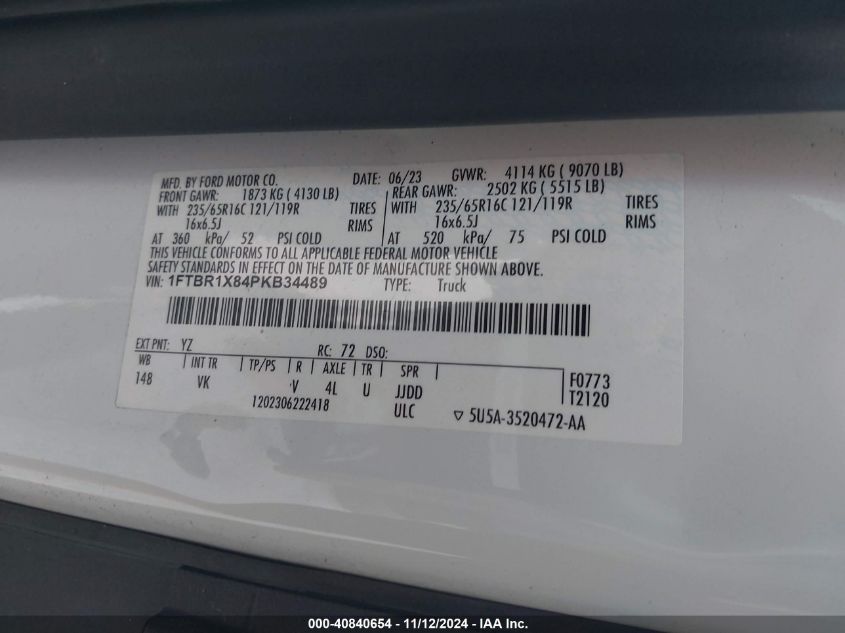 MFD. BY FORD MOTOR CO. DATE: 06/23 GVWR: 4114 KG ( 9070 LB)
FRONT GAWR: 1873 KG ( 4130 LB) REAR GAWR: 2502 KG ( 5515 LB)
WITH 235/65R16C 121/119R TIRES WITH 235/65R16C 121/119R TIRES
16x6.5J RIMS 16x6.5J RIMS
AT 360 kPa/ 52 PSI COLD AT 520 kPa/ 75 PSI COLD
THIS VEHICLE CONFORMS TO ALL APPLICABLE FEDERAL MOTOR VEHICLE
SAFETY STANDARDS IN EFFECT ON THE DATE OF MANUFACTURE SHOWN ABOVE.
VIN: 1FTBR1X84PKB34489 TYPE: Truck
EXT PNT: YZ RC: 72 DSO:
WB INT TR TP/PS R AXLE TR SPR F0773
148 VK V 4L U JJDD T2120
1202306222418 ULC ▽ 5U5A-3520472-AA
000-40840654 - 11/12/2024 - IAA Inc.